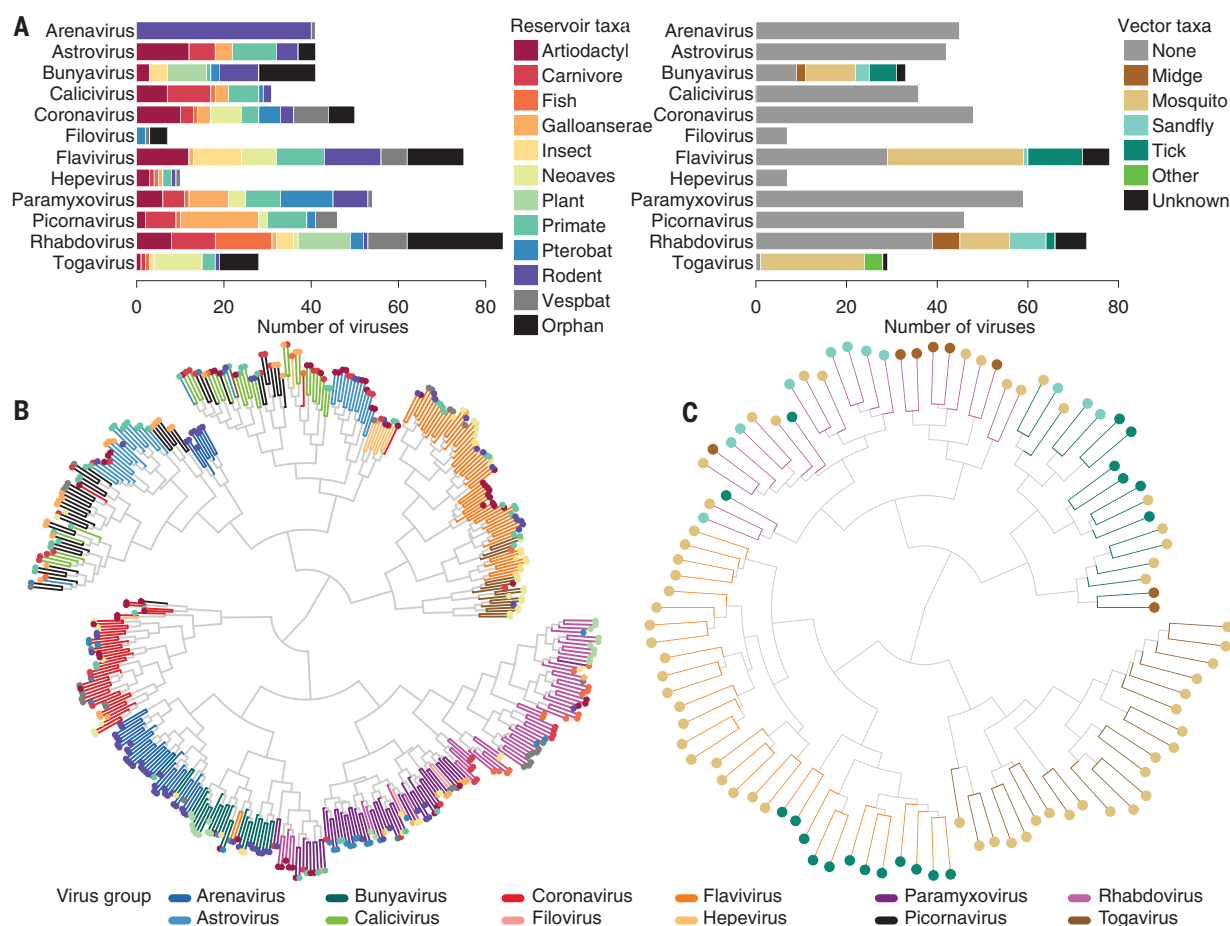 A
Reservoir taxa
Vector taxa
Arenavirus
Astrovirus
Bunyavirus
Calicivirus
Coronavirus
Filovirus
Flavivirus
Hepevirus
Paramyxovirus
Picornavirus
Rhabdovirus
Togavirus
0 20 40 60 80
Number of viruses
Artiodactyl
Carnivore
Fish
Galloanserae
Insect
Neoaves
Plant
Primate
Pterobat
Rodent
Vespbat
Orphan
Arenavirus
Astrovirus
Bunyavirus
Calicivirus
Coronavirus
Filovirus
Flavivirus
Hepevirus
Paramyxovirus
Picornavirus
Rhabdovirus
Togavirus
0 20 40 60 80
Number of viruses
None
Midge
Mosquito
Sandfly
Tick
Other
Unknown
B
C
Virus group
Arenavirus Bunyavirus Coronavirus Flavivirus Paramyxovirus Rhabdovirus
Astrovirus Calicivirus Filovirus Hepevirus Picornavirus Togavirus